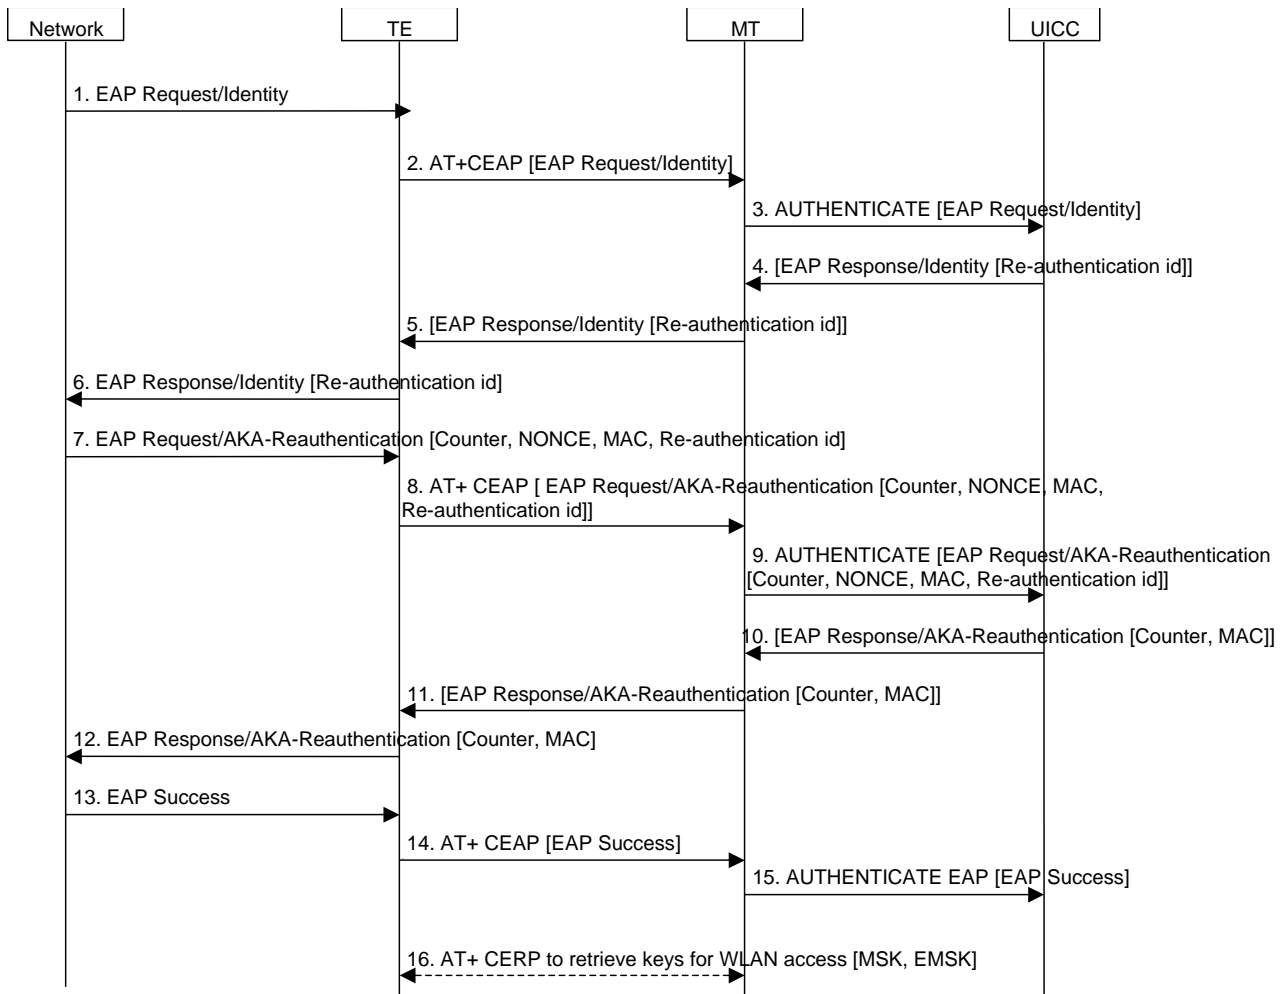 Network
TE
MT
UICC
1. EAP Request/Identity
2. AT+CEAP [EAP Request/Identity]
3. AUTHENTICATE [EAP Request/Identity]
4. [EAP Response/Identity [Re-authentication id]]
5. [EAP Response/Identity [Re-authentication id]]
6. EAP Response/Identity [Re-authentication id]
7. EAP Request/AKA-Reauthentication [Counter, NONCE, MAC, Re-authentication id]
8. AT+ CEAP [ EAP Request/AKA-Reauthentication [Counter, NONCE, MAC,
Re-authentication id]]
9. AUTHENTICATE [EAP Request/AKA-Reauthentication
[Counter, NONCE, MAC, Re-authentication id]]
10. [EAP Response/AKA-Reauthentication [Counter, MAC]]
11. [EAP Response/AKA-Reauthentication [Counter, MAC]]
12. EAP Response/AKA-Reauthentication [Counter, MAC]
13. EAP Success
14. AT+ CEAP [EAP Success]
15. AUTHENTICATE EAP [EAP Success]
16. AT+ CERP to retrieve keys for WLAN access [MSK, EMSK]